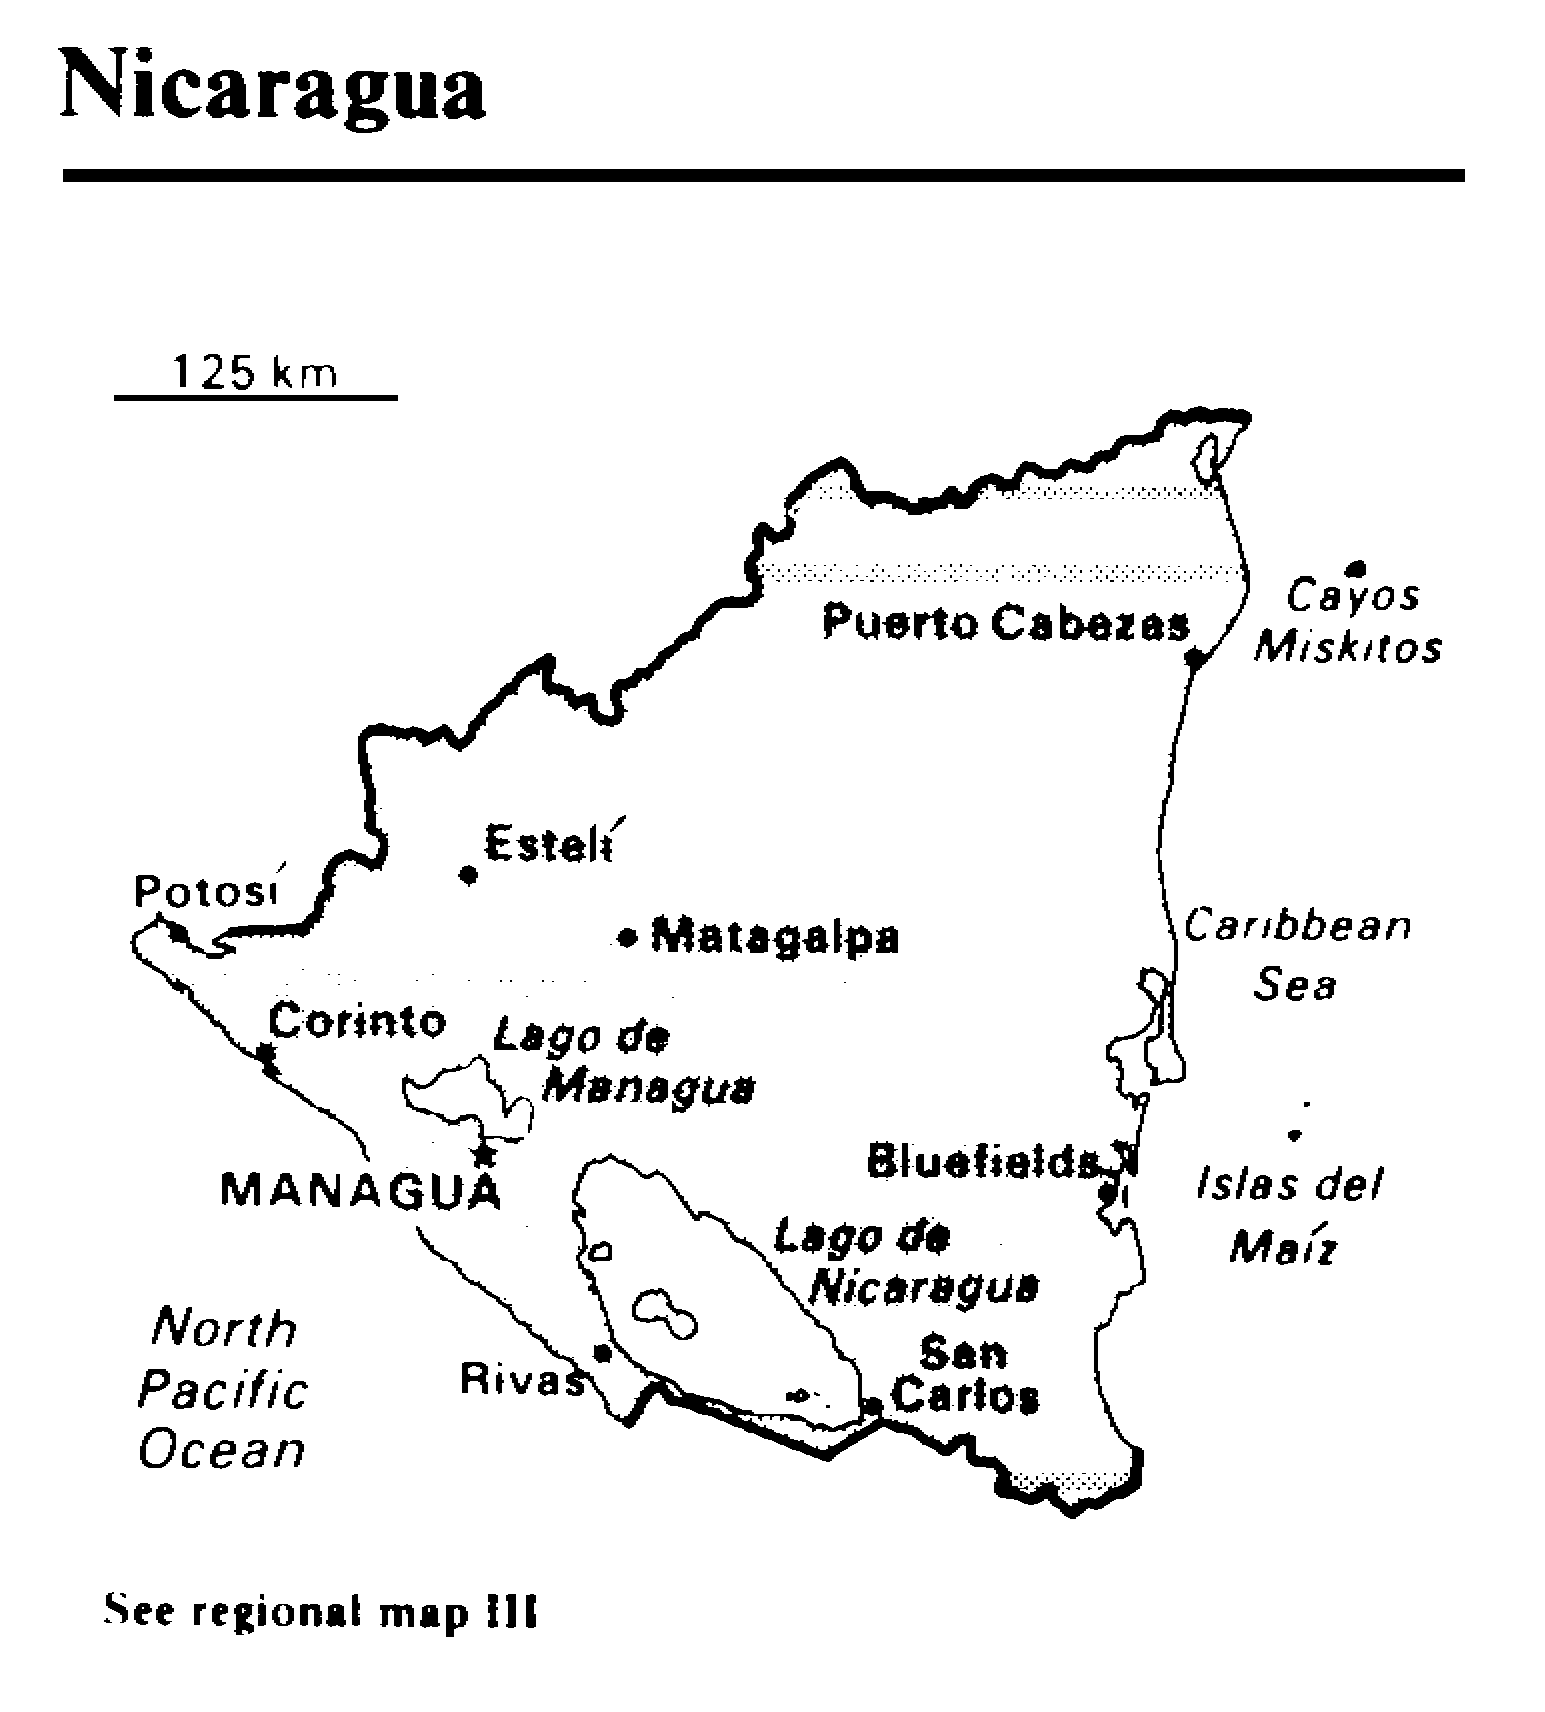 Nicaragua
125 km
Puerto Cabezas
Cayos
Miskitos
Estelí
Potosí
Matagalpa
Caribbean
Sea
Corinto
Lago de
Managua
Bluefields
MANAGUA
Islas del
Maíz
Lago de
Nicaragua
North
Pacific
Ocean
San
Carlos
Rivas
See regional map III